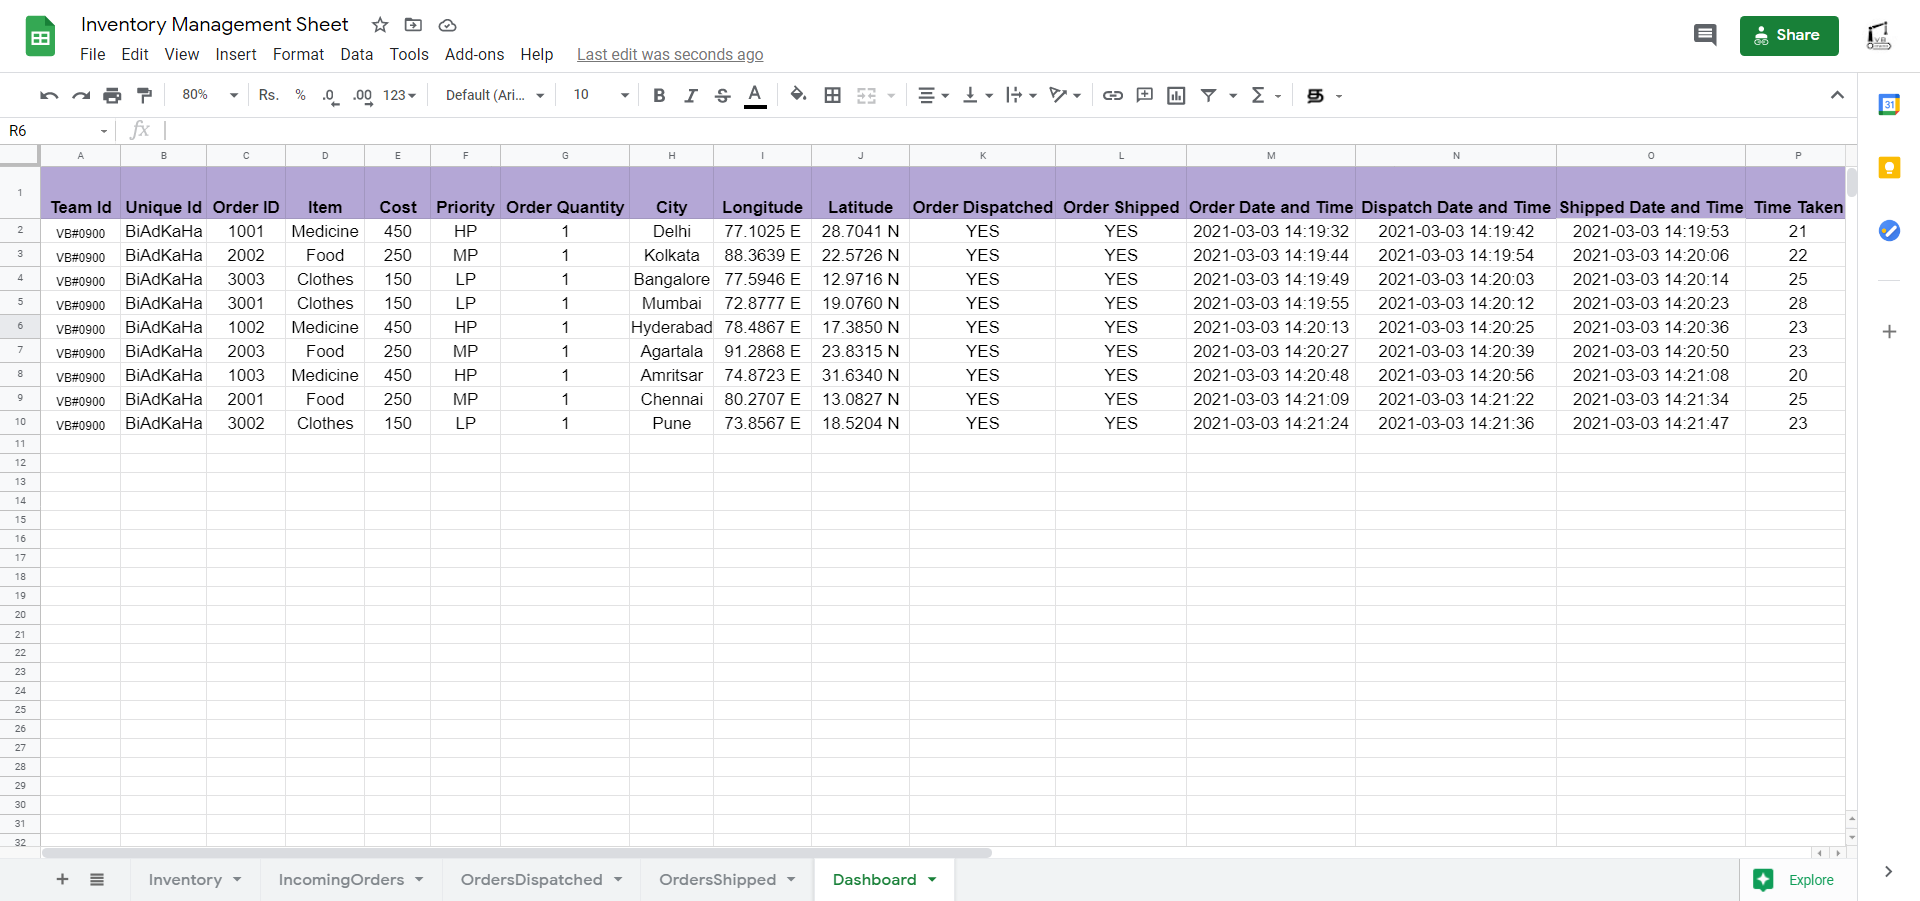 Inventory Management Sheet
File Edit View Insert Format Data Tools Add-ons Help Last edit was seconds ago
Share
80% Rs. % .0 .00 123 Default (Ari... 10 B I S A
R6 fx
A B C D E F G H I J K L M N O P
1 Team Id Unique Id Order ID Item Cost Priority Order Quantity City Longitude Latitude Order Dispatched Order Shipped Order Date and Time Dispatch Date and Time Shipped Date and Time Time Taken
2 VB#0900 BiAdKaHa 1001 Medicine 450 HP 1 Delhi 77.1025 E 28.7041 N YES YES 2021-03-03 14:19:32 2021-03-03 14:19:42 2021-03-03 14:19:53 21
3 VB#0900 BiAdKaHa 2002 Food 250 MP 1 Kolkata 88.3639 E 22.5726 N YES YES 2021-03-03 14:19:44 2021-03-03 14:19:54 2021-03-03 14:20:06 22
4 VB#0900 BiAdKaHa 3003 Clothes 150 LP 1 Bangalore 77.5946 E 12.9716 N YES YES 2021-03-03 14:19:49 2021-03-03 14:20:03 2021-03-03 14:20:14 25
5 VB#0900 BiAdKaHa 3001 Clothes 150 LP 1 Mumbai 72.8777 E 19.0760 N YES YES 2021-03-03 14:19:55 2021-03-03 14:20:12 2021-03-03 14:20:23 28
6 VB#0900 BiAdKaHa 1002 Medicine 450 HP 1 Hyderabad 78.4867 E 17.3850 N YES YES 2021-03-03 14:20:13 2021-03-03 14:20:25 2021-03-03 14:20:36 23
7 VB#0900 BiAdKaHa 2003 Food 250 MP 1 Agartala 91.2868 E 23.8315 N YES YES 2021-03-03 14:20:27 2021-03-03 14:20:39 2021-03-03 14:20:50 23
8 VB#0900 BiAdKaHa 1003 Medicine 450 HP 1 Amritsar 74.8723 E 31.6340 N YES YES 2021-03-03 14:20:48 2021-03-03 14:20:56 2021-03-03 14:21:08 20
9 VB#0900 BiAdKaHa 2001 Food 250 MP 1 Chennai 80.2707 E 13.0827 N YES YES 2021-03-03 14:21:09 2021-03-03 14:21:22 2021-03-03 14:21:34 25
10 VB#0900 BiAdKaHa 3002 Clothes 150 LP 1 Pune 73.8567 E 18.5204 N YES YES 2021-03-03 14:21:24 2021-03-03 14:21:36 2021-03-03 14:21:47 23
11
12
13
14
15
16
17
18
19
20
21
22
23
24
25
26
27
28
29
30
31
32
Inventory IncomingOrders OrdersDispatched OrdersShipped Dashboard Explore
31